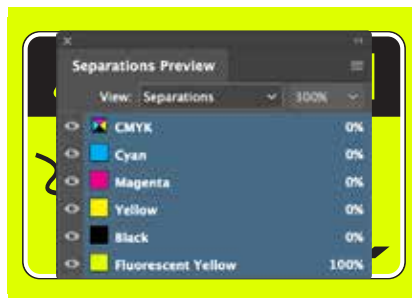 Separations Preview
View: Separations 300%
CMYK 0%
Cyan 0%
Magenta 0%
Yellow 0%
Black 0%
Fluorescent Yellow 100%